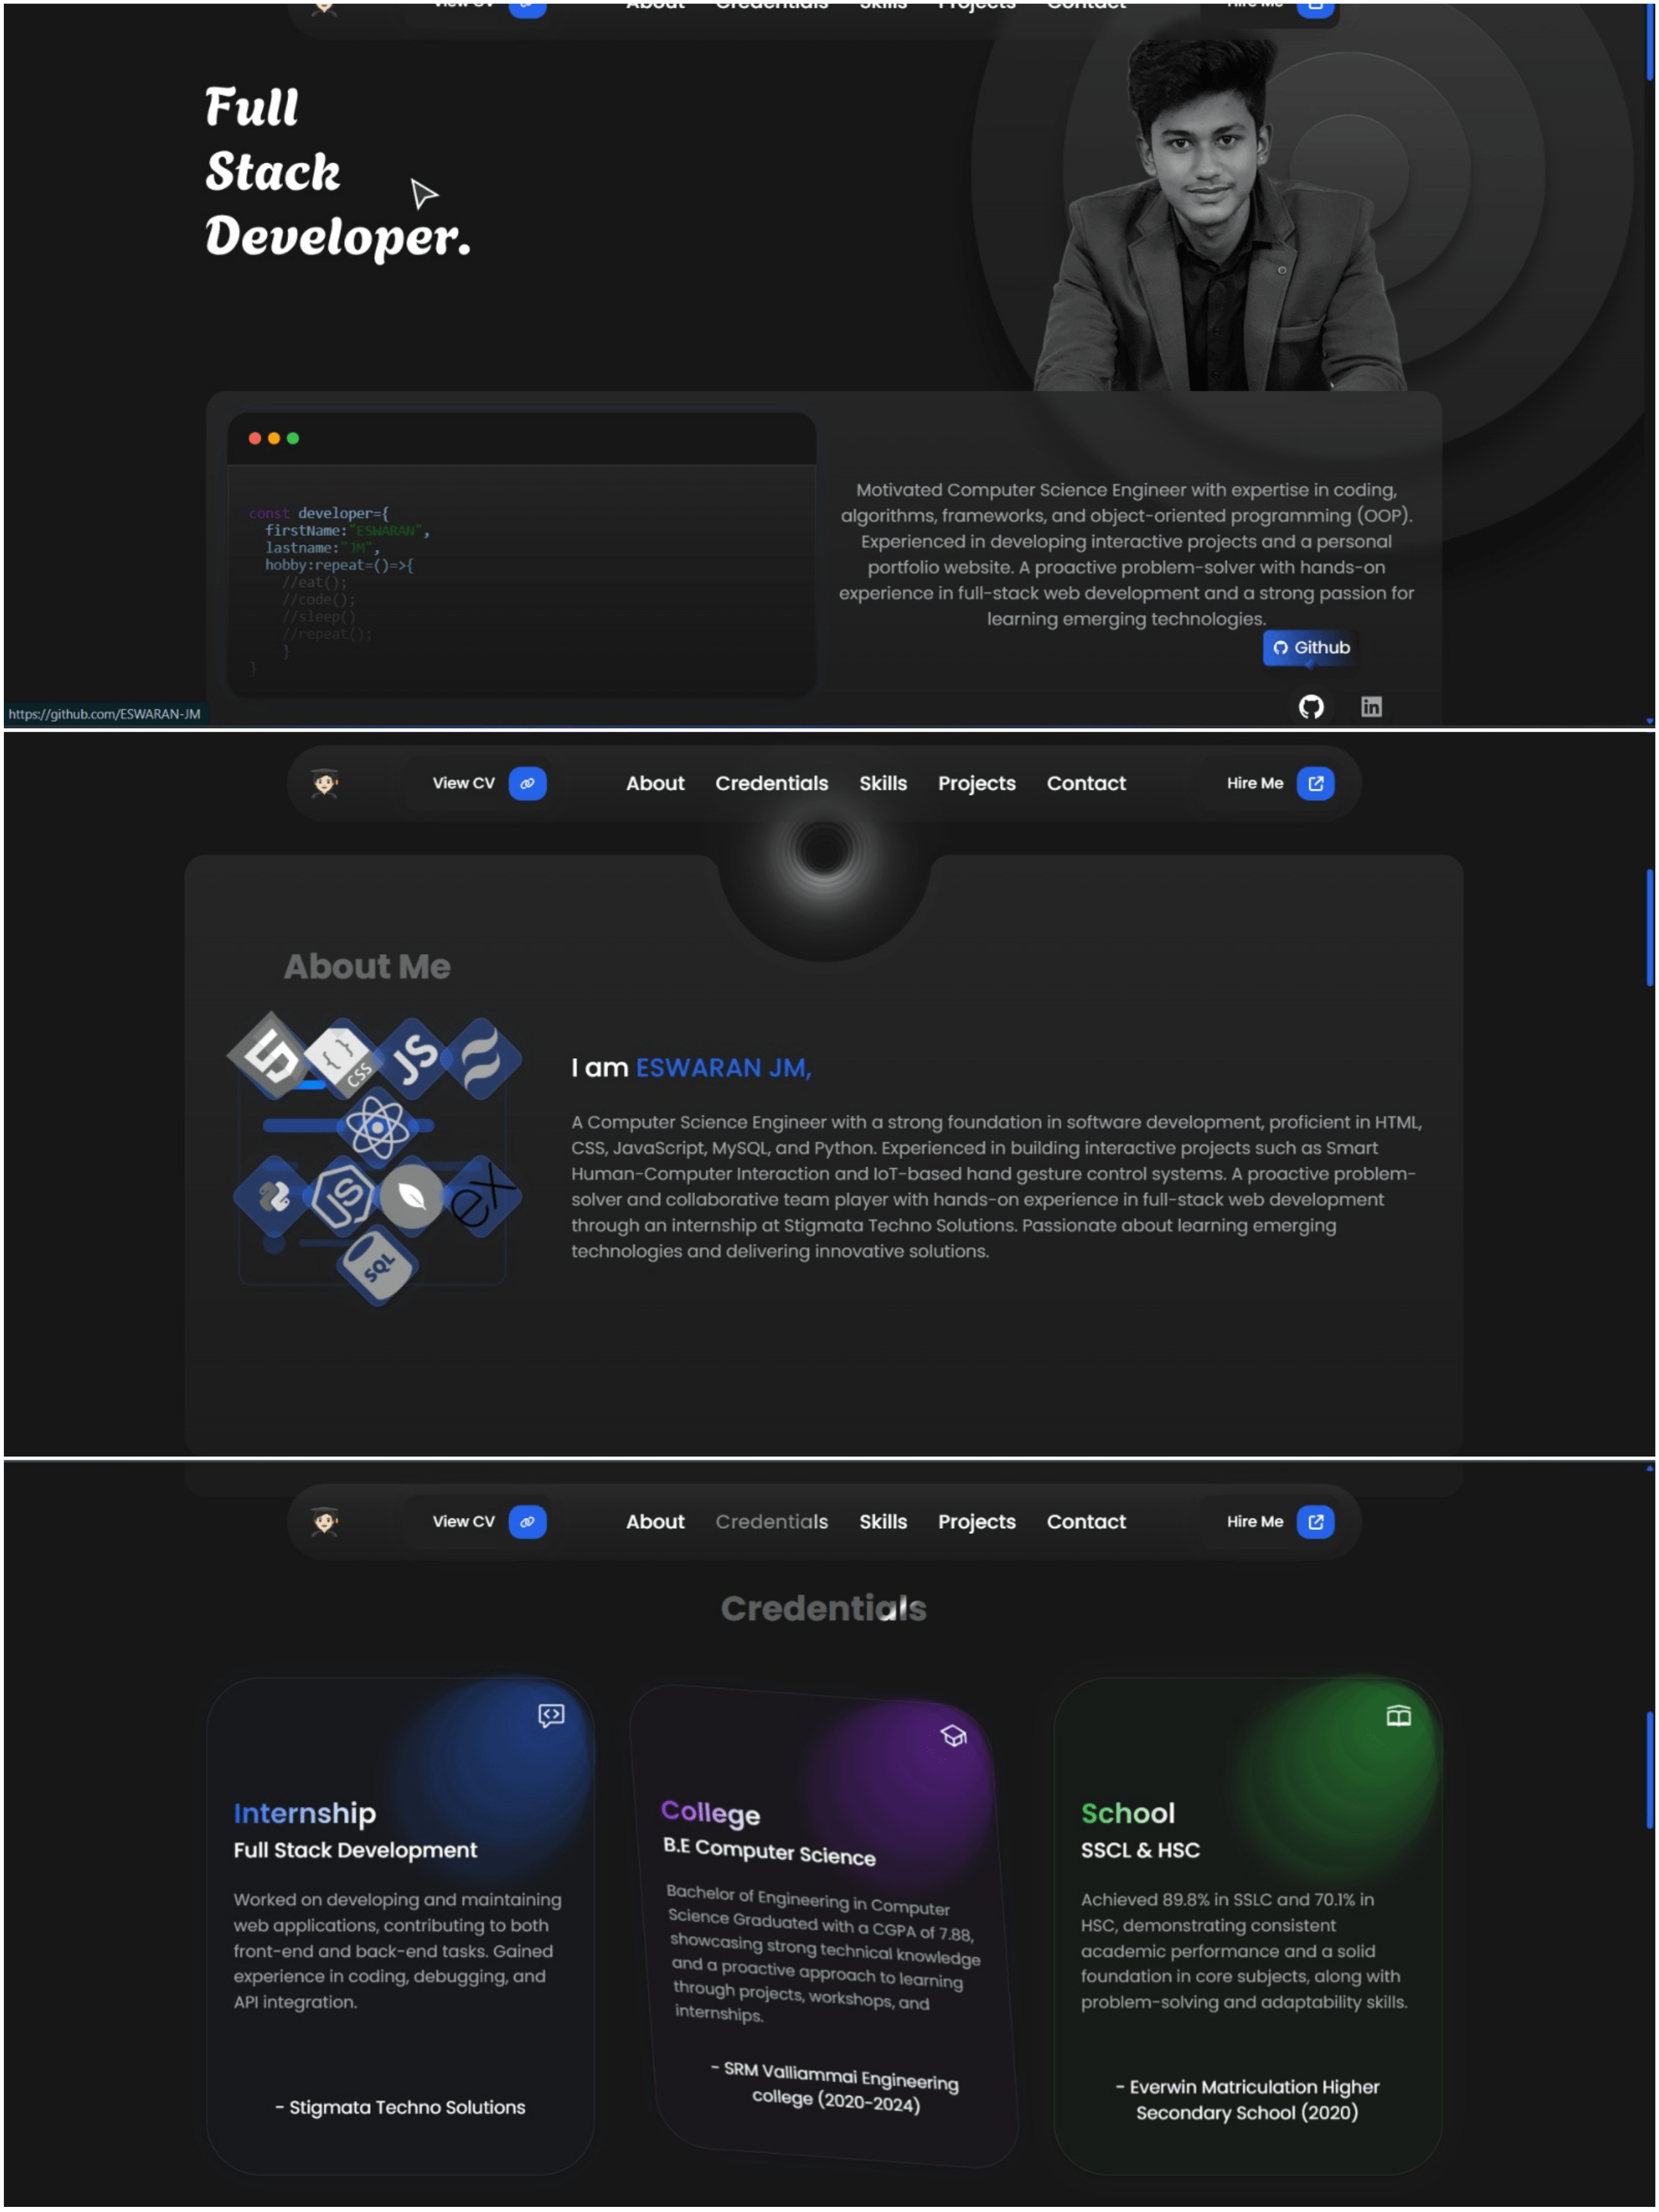 View CV About Credentials Skills Projects Contact Hire Me
Full
Stack
Developer.
const developer={
firstName:"ESWARAN",
lastname:"JM",
hobby:repeat=()=>{
//eat();
//code();
//sleep()
//repeat();
}
)
Motivated Computer Science Engineer with expertise in coding,
algorithms, frameworks, and object-oriented programming (OOP).
Experienced in developing interactive projects and a personal
portfolio website. A proactive problem-solver with hands-on
experience in full-stack web development and a strong passion for
learning emerging technologies.
Github
in
https://github.com/ESWARAN-JM
View CV About Credentials Skills Projects Contact Hire Me
About Me
{ } CSS JS
JS ex
SQL
I am ESWARAN JM,
A Computer Science Engineer with a strong foundation in software development, proficient in HTML,
CSS, JavaScript, MySQL, and Python. Experienced in building interactive projects such as Smart
Human-Computer Interaction and IoT-based hand gesture control systems. A proactive problem-
solver and collaborative team player with hands-on experience in full-stack web development
through an internship at Stigmata Techno Solutions. Passionate about learning emerging
technologies and delivering innovative solutions.
View CV About Credentials Skills Projects Contact Hire Me
Credentials
Internship
Full Stack Development
Worked on developing and maintaining
web applications, contributing to both
front-end and back-end tasks. Gained
experience in coding, debugging, and
API integration.
- Stigmata Techno Solutions
College
B.E Computer Science
Bachelor of Engineering in Computer
Science Graduated with a CGPA of 7.88,
showcasing strong technical knowledge
and a proactive approach to learning
through projects, workshops, and
internships.
- SRM Valliammai Engineering
college (2020-2024)
School
SSCL & HSC
Achieved 89.8% in SSLC and 70.1% in
HSC, demonstrating consistent
academic performance and a solid
foundation in core subjects, along with
problem-solving and adaptability skills.
- Everwin Matriculation Higher
Secondary School (2020)